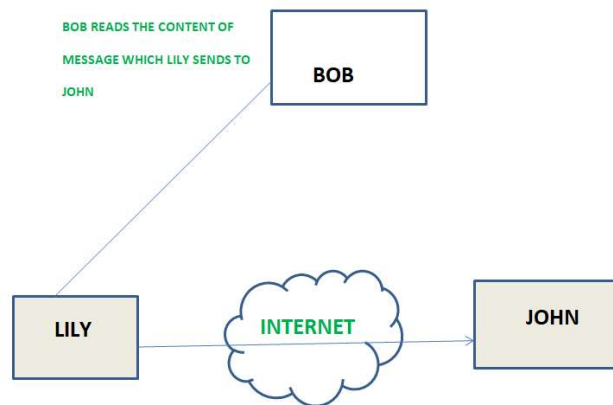 BOB READS THE CONTENT OF
MESSAGE WHICH LILY SENDS TO
JOHN
BOB
LILY
INTERNET
JOHN